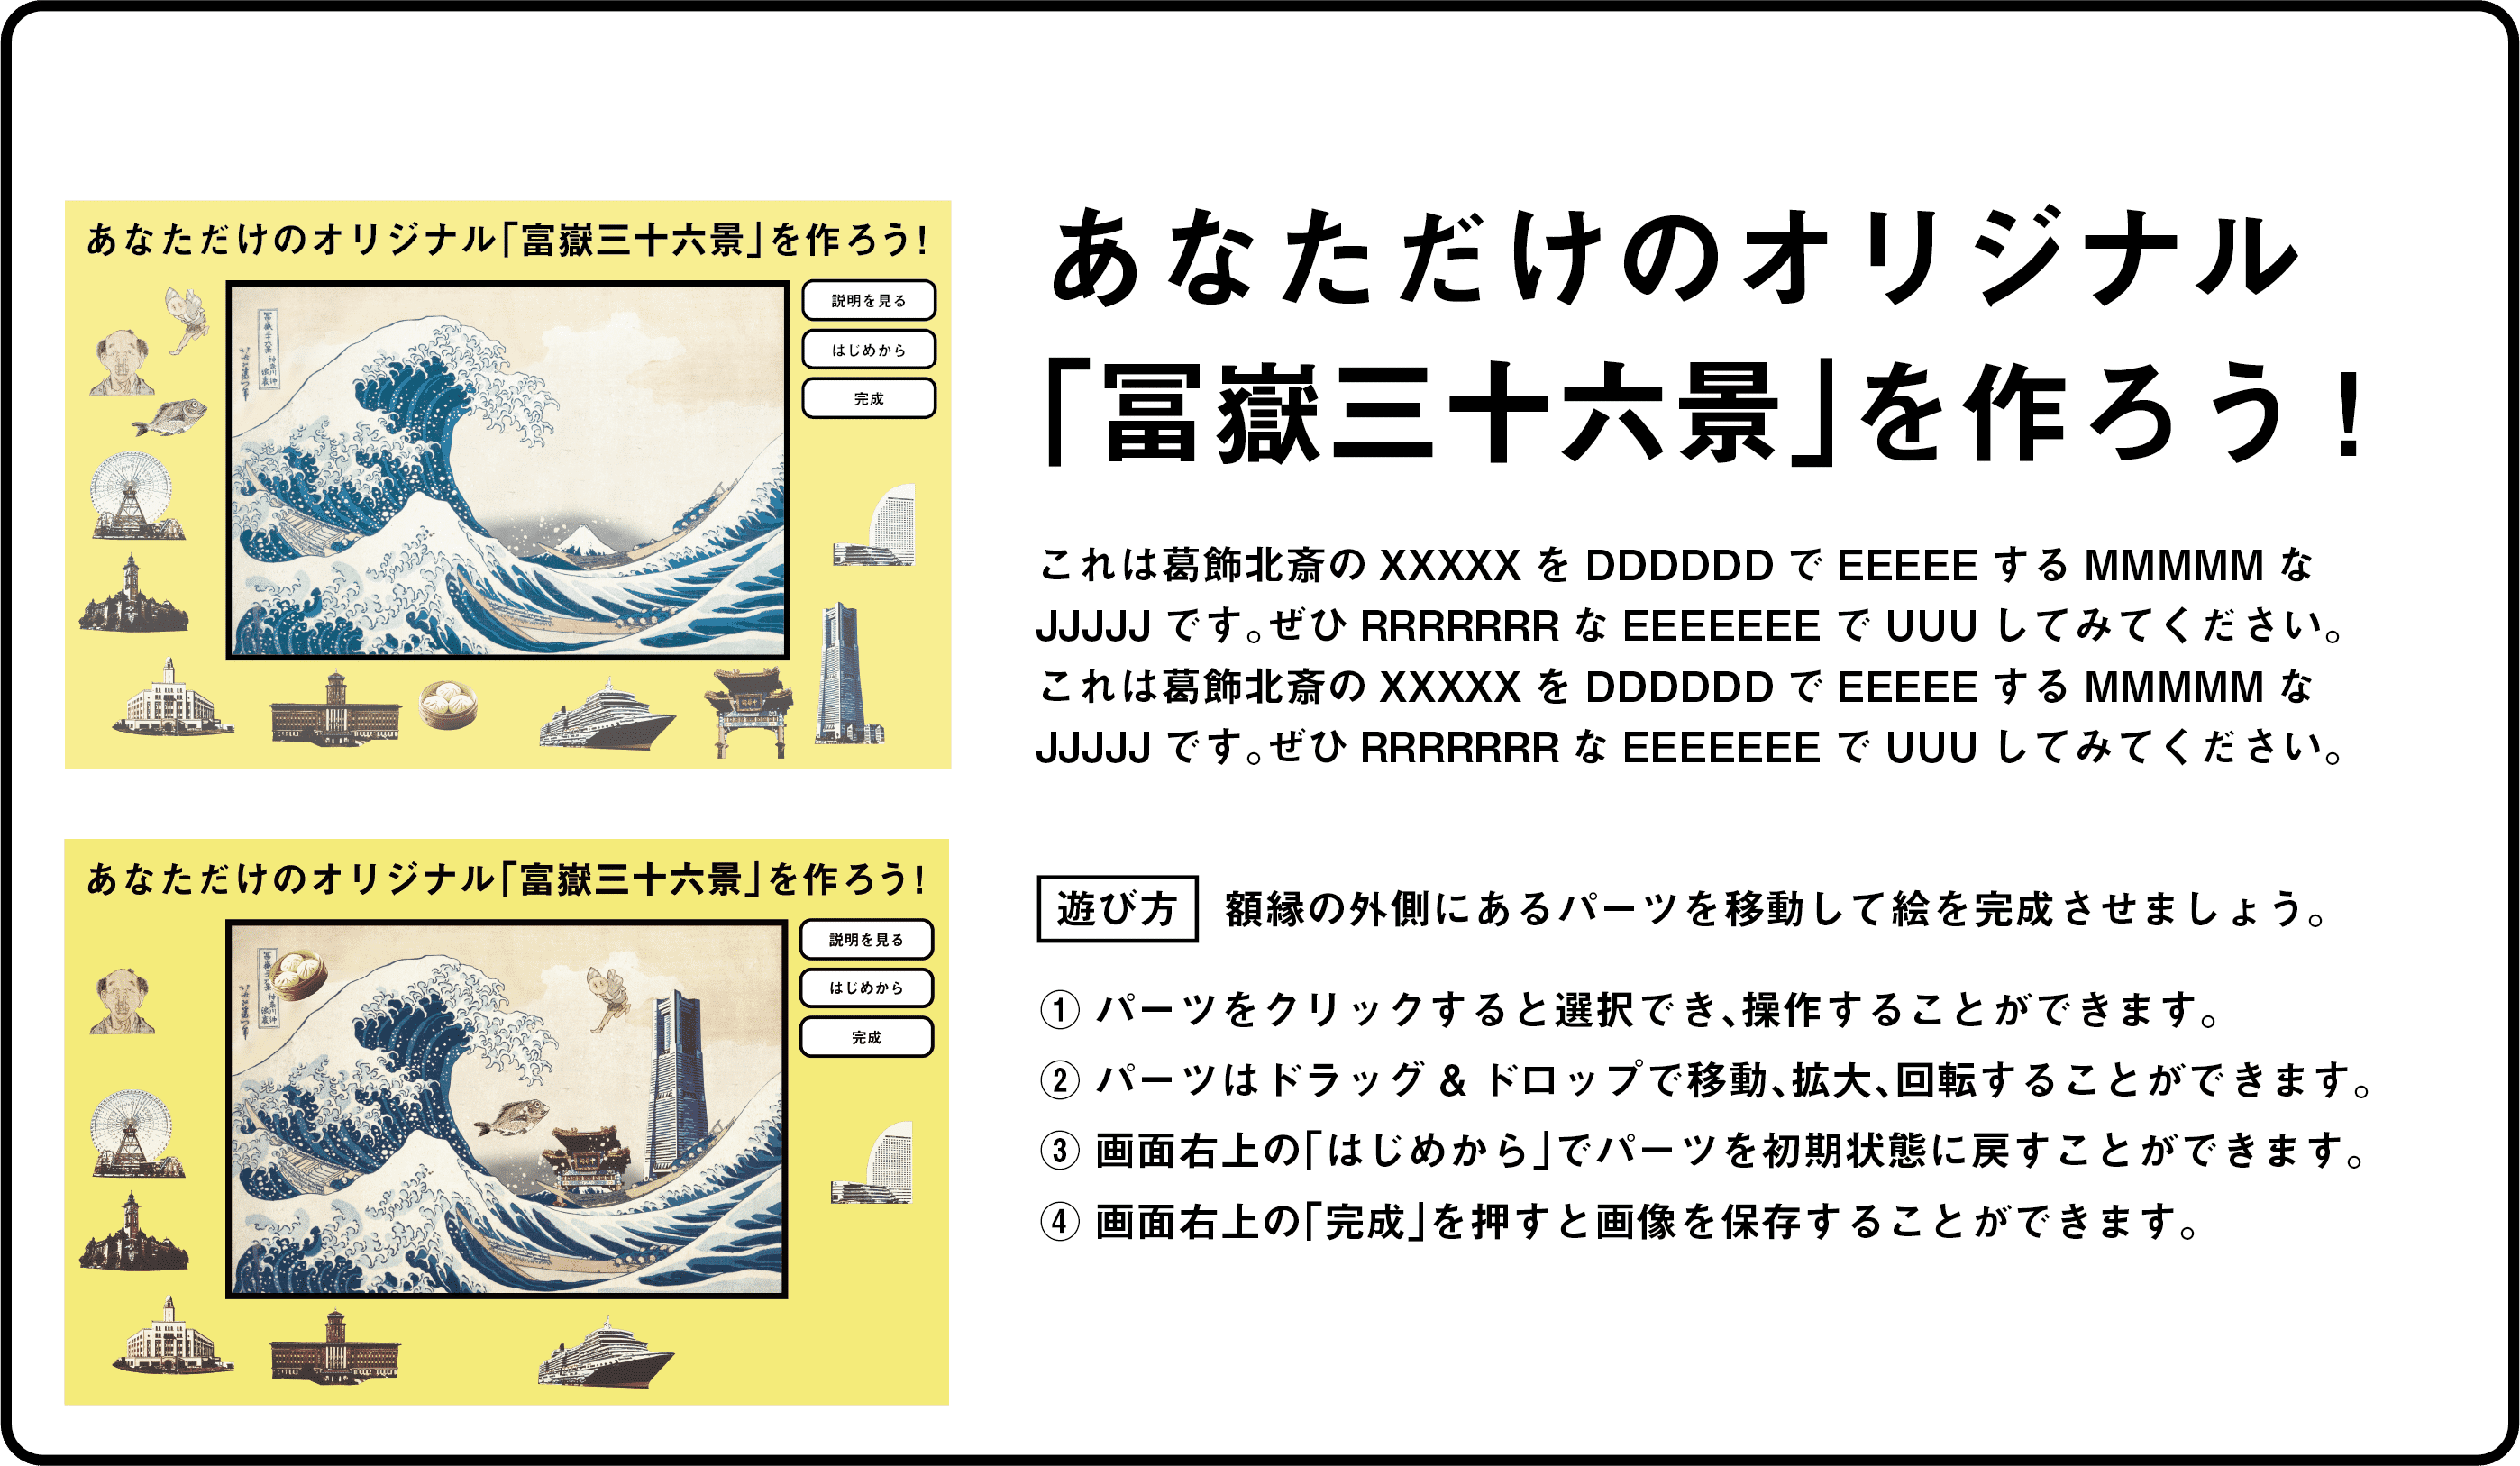 あなただけのオリジナル「富嶽三十六景」を作ろう!
説明を見る
はじめから
完成
あなただけのオリジナル「富嶽三十六景」を作ろう!
説明を見る
はじめから
完成
あなただけのオリジナル
「冨嶽三十六景」を作ろう!
これは葛飾北斎の XXXXX を DDDDDD で EEEEE する MMMMM な
JJJJJ です。ぜひ RRRRRRR な EEEEEEE で UUU してみてください。
これは葛飾北斎の XXXXX を DDDDDD で EEEEE する MMMMM な
JJJJJ です。ぜひ RRRRRRR な EEEEEEE で UUU してみてください。
遊び方 額縁の外側にあるパーツを移動して絵を完成させましょう。
① パーツをクリックすると選択でき、操作することができます。
② パーツはドラッグ & ドロップで移動、拡大、回転することができます。
③ 画面右上の「はじめから」でパーツを初期状態に戻すことができます。
④ 画面右上の「完成」を押すと画像を保存することができます。